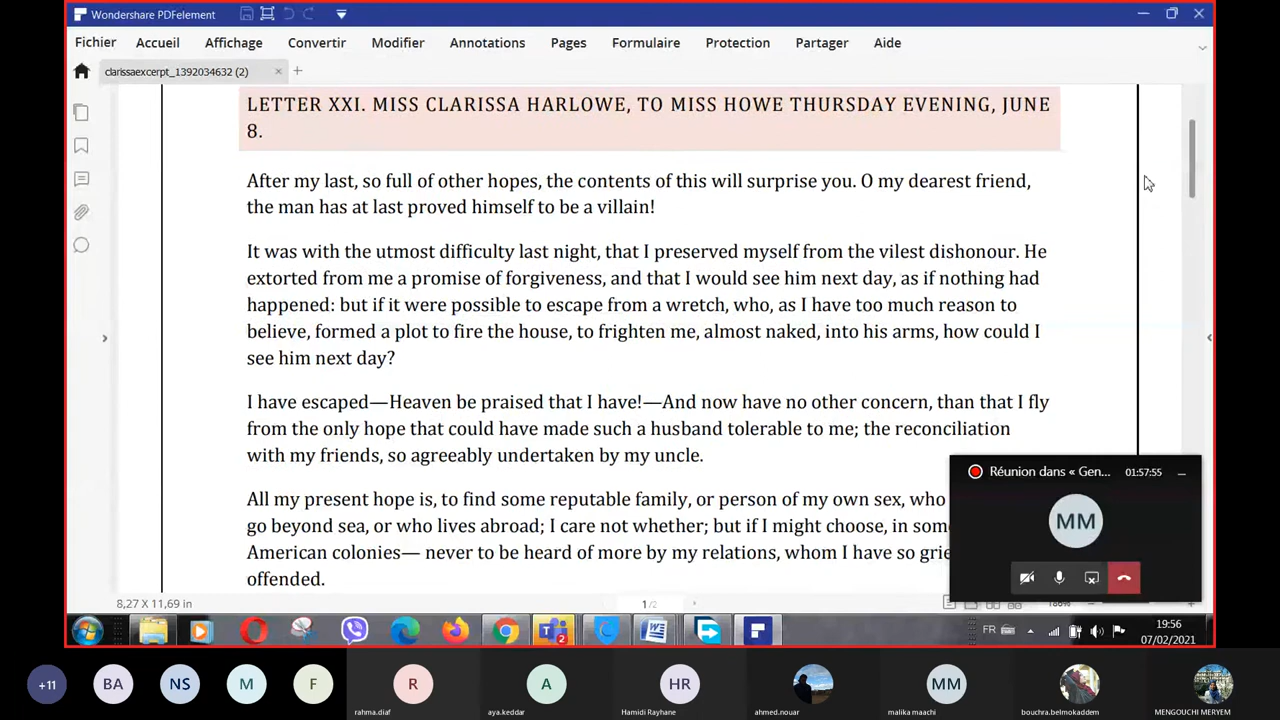 Wondershare PDFelement
Fichier Accueil Affichage Convertir Modifier Annotations Pages Formulaire Protection Partager Aide
clarissaexcerpt_1392034632 (2)
LETTER XXI. MISS CLARISSA HARLOWE, TO MISS HOWE THURSDAY EVENING, JUNE
8.
After my last, so full of other hopes, the contents of this will surprise you. O my dearest friend,
the man has at last proved himself to be a villain!
It was with the utmost difficulty last night, that I preserved myself from the vilest dishonour. He
extorted from me a promise of forgiveness, and that I would see him next day, as if nothing had
happened: but if it were possible to escape from a wretch, who, as I have too much reason to
believe, formed a plot to fire the house, to frighten me, almost naked, into his arms, how could I
see him next day?
I have escaped—Heaven be praised that I have!—And now have no other concern, than that I fly
from the only hope that could have made such a husband tolerable to me; the reconciliation
with my friends, so agreeably undertaken by my uncle.
All my present hope is, to find some reputable family, or person of my own sex, who
go beyond sea, or who lives abroad; I care not whether; but if I might choose, in som
American colonies— never to be heard of more by my relations, whom I have so grie
offended.
Réunion dans « Gen... 01:57:55
MM
8,27 X 11,69 in
1/2
186%
2
FR
19:56
07/02/2021
+11 BA NS M F R A HR MM
rahma.diaf aya.keddar Hamidi Rayhane ahmed.nouar malika maachi bouchra.belmokaddem MENGOUCHI MERYEM